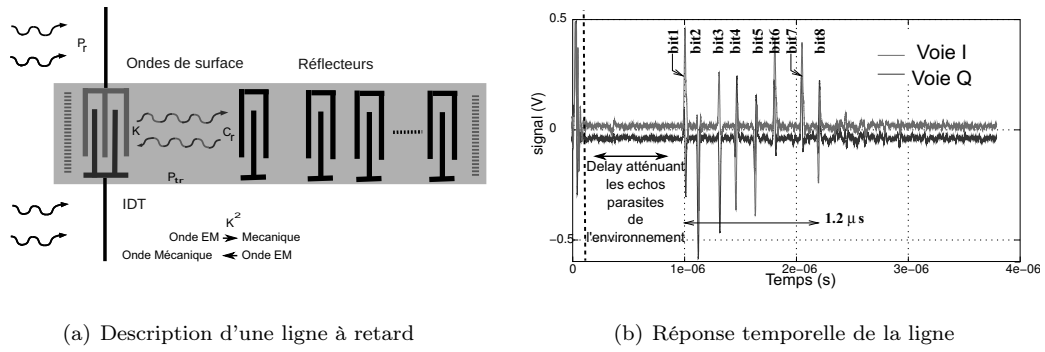 P_r
Ondes de surface
Réflecteurs
K
C_r
P_tr
IDT
K^2
Onde EM Mecanique
Onde Mécanique Onde EM
(a) Description d'une ligne à retard
signal (V)
0.5
0
−0.5
bit1
bit2
bit3
bit4
bit5
bit6
bit7
bit8
Voie I
Voie Q
Delay atténuant
les echos
parasites
de
l'environnement
1.2 μ s
0
1e−06
2e−06
3e−06
4e−06
Temps (s)
(b) Réponse temporelle de la ligne